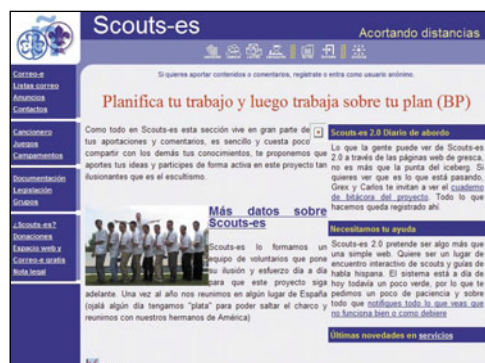 Scouts-es
Acortando distancias
Si quieres aportar contenidos o comentarios, regístrate o entra como usuario anónimo.
Planifica tu trabajo y luego trabaja sobre tu plan (BP)
Correo-e
Listas correo
Anuncios
Contactos
Cancionero
Juegos
Campamentos
Documentación
Legislación
Grupos
¿Scouts-es?
Donaciones
Espacio web y
Correo-e gratis
Nota legal
Como todo en Scouts-es esta sección vive en gran parte de
tus aportaciones y comentarios, es sencillo y cuesta poco
compartir con los demás tus conocimientos, te proponemos que
aportes tus ideas y participes de forma activa en este proyecto tan
ilusionantes que es el escultismo.
Más datos sobre
Scouts-es
Scouts-es lo formamos un
equipo de voluntarios que pone
su ilusión y esfuerzo día a día
para que este proyecto siga
adelante. Una vez al año nos reunimos en algún lugar de España
(ojalá algún día tengamos "plata" para poder saltar el charco y
reunirnos con nuestros hermanos de América)
Scouts-es 2.0 Diario de abordo
Lo que la gente puede ver de Scouts-es
2.0 a través de las páginas web de gresca,
no es más que la punta del iceberg. Si
quieres ver que es lo que está pasando,
Grex y Carlos te invitan a ver el cuaderno
de bitácora del proyecto. Todo lo que
hacemos queda registrado ahí.
Necesitamos tu ayuda
Scouts-es 2.0 pretende ser algo más que
una simple web. Quiere ser un lugar de
encuentro interactivo de scouts y guías de
habla hispana. El sistema está a día de
hoy todavía un poco verde, por lo que te
pedimos un poco de paciencia y sobre
todo que notifiques todo lo que veas que
no funciona bien o como debiere
Últimas novedades en servicios